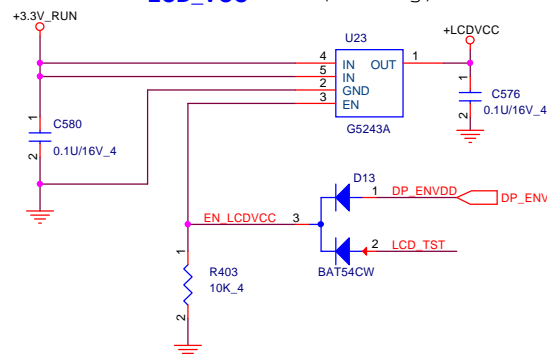 +3.3V_RUN
U23
+LCDVCC
4 IN OUT 1
5 IN
2 GND
3 EN
G5243A
1
C580
2
0.1U/16V_4
1
C576
2
0.1U/16V_4
D13
1 DP_ENVDD
DP_ENV
EN_LCDVCC 3
2 LCD_TST
BAT54CW
1
R403
10K_4
2